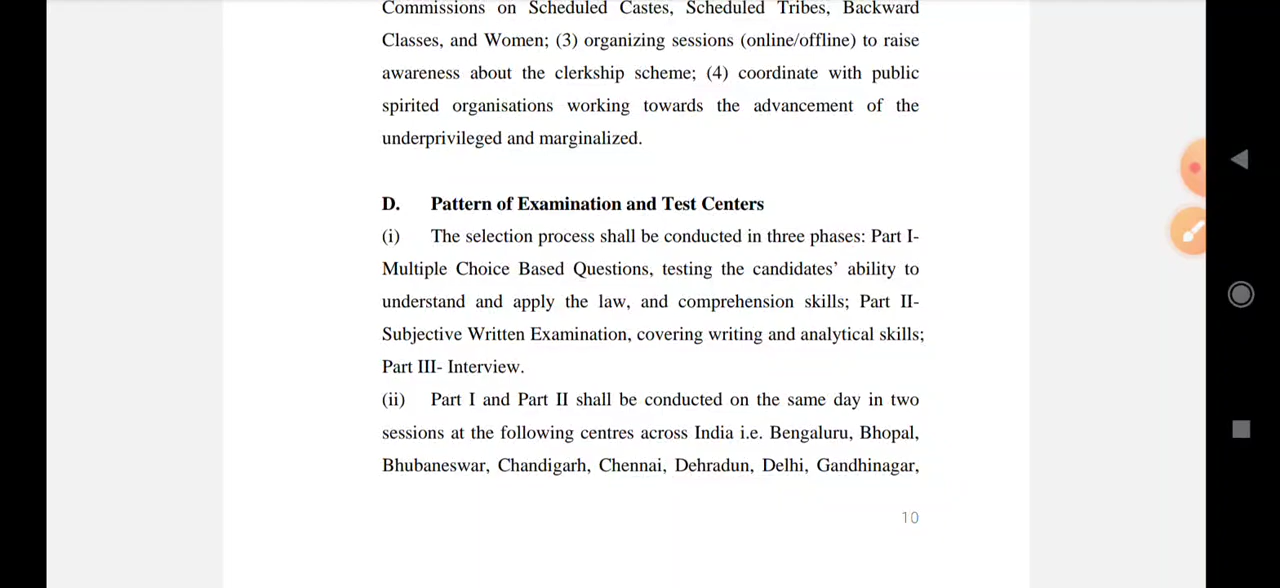 Commissions on Scheduled Castes, Scheduled Tribes, Backward
Classes, and Women; (3) organizing sessions (online/offline) to raise
awareness about the clerkship scheme; (4) coordinate with public
spirited organisations working towards the advancement of the
underprivileged and marginalized.
D. Pattern of Examination and Test Centers
(i) The selection process shall be conducted in three phases: Part I-
Multiple Choice Based Questions, testing the candidates’ ability to
understand and apply the law, and comprehension skills; Part II-
Subjective Written Examination, covering writing and analytical skills;
Part III- Interview.
(ii) Part I and Part II shall be conducted on the same day in two
sessions at the following centres across India i.e. Bengaluru, Bhopal,
Bhubaneswar, Chandigarh, Chennai, Dehradun, Delhi, Gandhinagar,
10